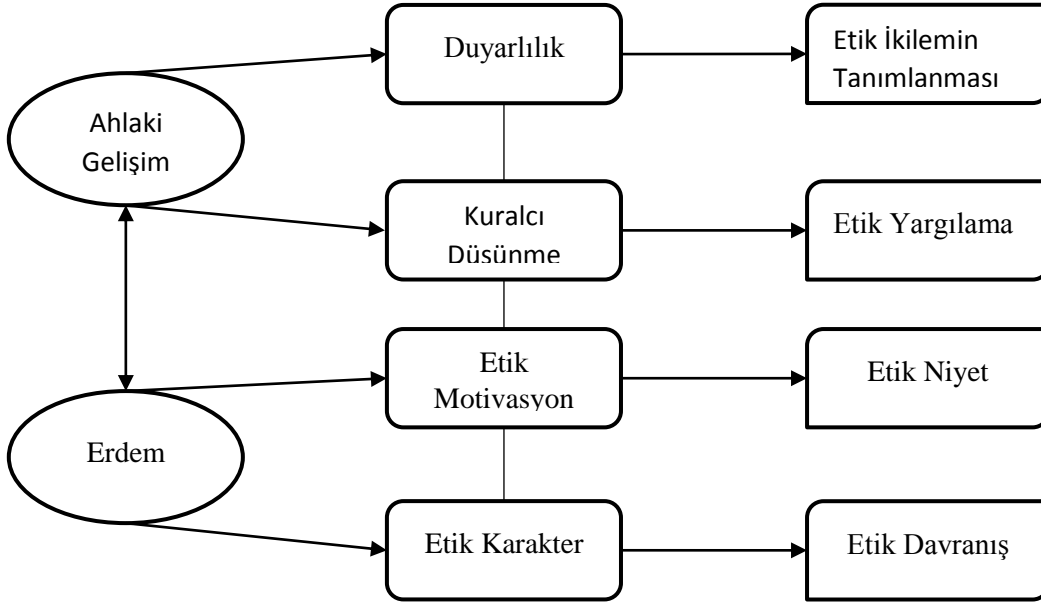 Duyarlılık
Etik İkilemin
Tanımlanması
Ahlaki
Gelişim
Kuralcı
Düşünme
Etik Yargılama
Etik
Motivasyon
Etik Niyet
Erdem
Etik Karakter
Etik Davranış